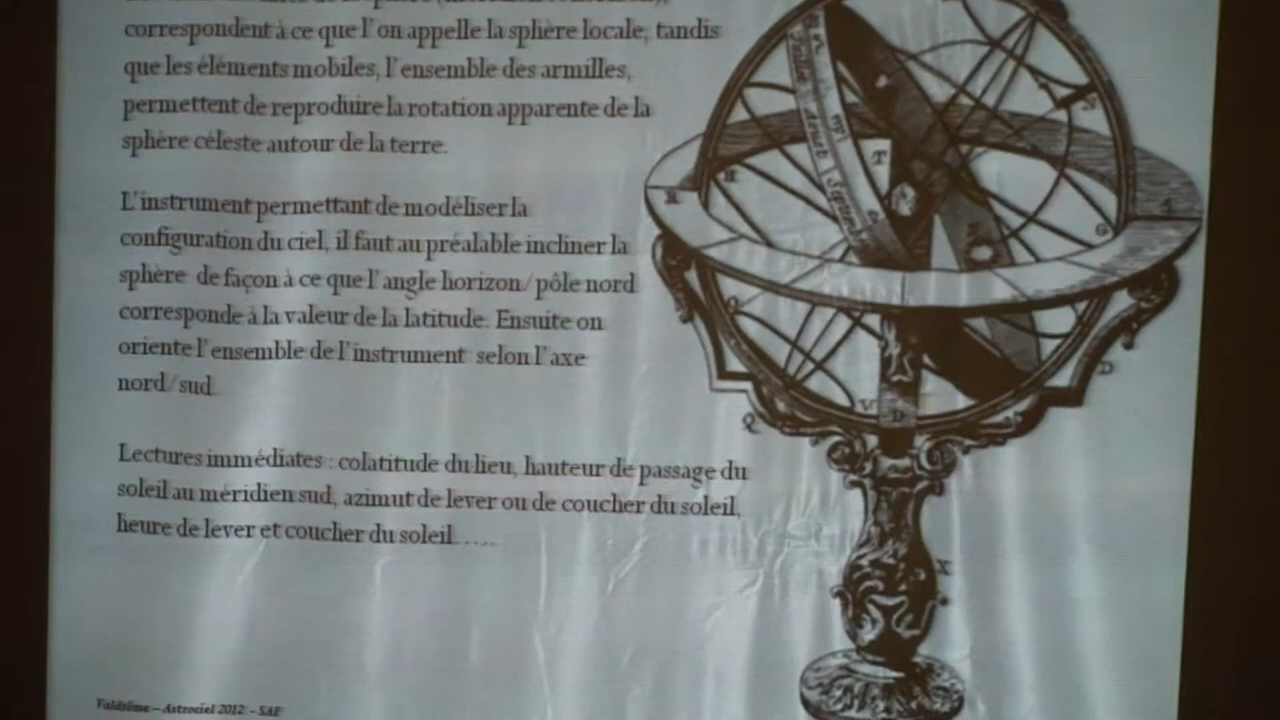 correspondent à ce que l'on appelle la sphère locale, tandis
que les éléments mobiles, l'ensemble des armilles,
permettent de reproduire la rotation apparente de la
sphère céleste autour de la terre.
L'instrument permettant de modéliser la
configuration du ciel, il faut au préalable incliner la
sphère de façon à ce que l'angle horizon/pôle nord
corresponde à la valeur de la latitude. Ensuite on
oriente l'ensemble de l'instrument selon l'axe
nord/sud.
Lectures immédiates : colatitude du lieu, hauteur de passage du
soleil au méridien sud, azimut de lever ou de coucher du soleil,
heure de lever et coucher du soleil......
Valdrôme – Astrociel 2012 - SAF
T
G
D
V
D
Q
X